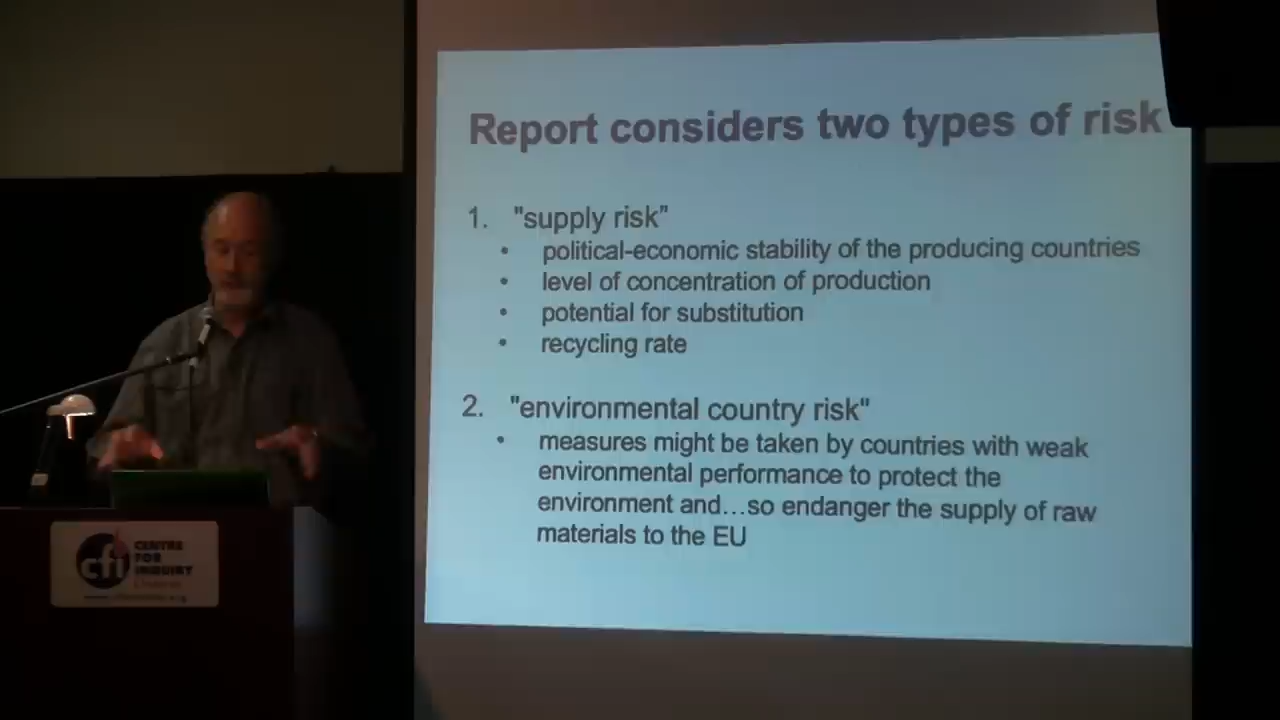 Report considers two types of risk
1. "supply risk"
• political-economic stability of the producing countries
• level of concentration of production
• potential for substitution
• recycling rate
2. "environmental country risk"
• measures might be taken by countries with weak
environmental performance to protect the
environment and...so endanger the supply of raw
materials to the EU
cfi
CENTRE
FOR
INQUIRY